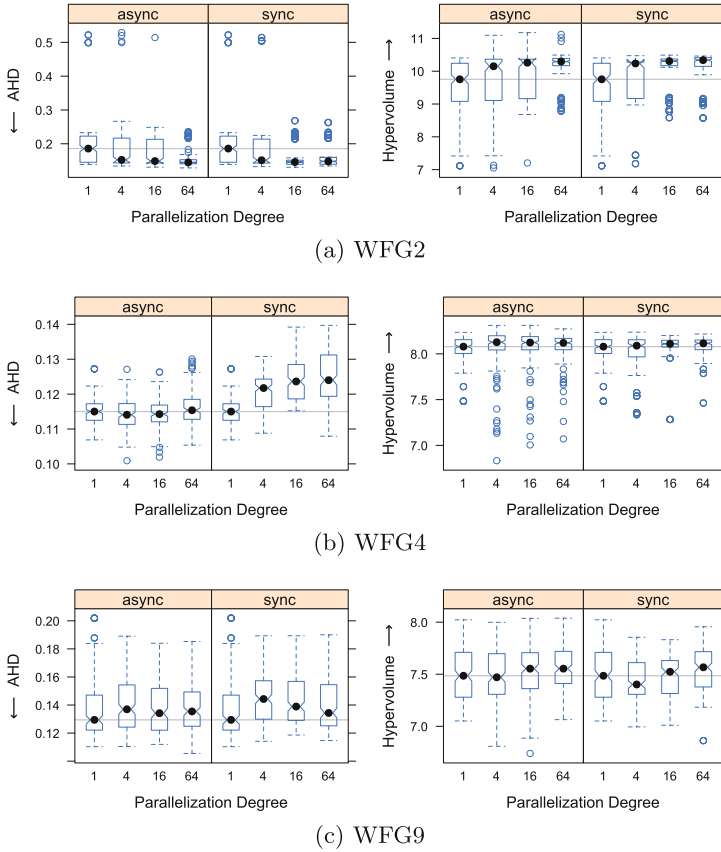 async sync
0.5
0.4
0.3
0.2
← AHD
1 4 16 64 1 4 16 64
Parallelization Degree
async sync
11
10
9
8
7
Hypervolume →
1 4 16 64 1 4 16 64
Parallelization Degree
(a) WFG2
async sync
0.14
0.13
0.12
0.11
0.10
← AHD
1 4 16 64 1 4 16 64
Parallelization Degree
async sync
8.0
7.5
7.0
Hypervolume →
1 4 16 64 1 4 16 64
Parallelization Degree
(b) WFG4
async sync
0.20
0.18
0.16
0.14
0.12
← AHD
1 4 16 64 1 4 16 64
Parallelization Degree
async sync
8.0
7.5
7.0
Hypervolume →
1 4 16 64 1 4 16 64
Parallelization Degree
(c) WFG9